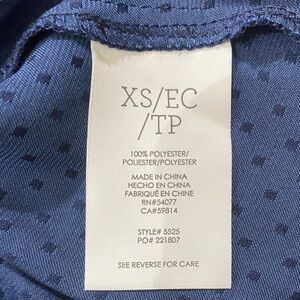 XS/EC
/TP
100% POLYESTER/
POLIESTER/POLYESTER
MADE IN CHINA
HECHO EN CHINA
FABRIQUÉ EN CHINE
RN#54077
CA#59814
STYLE# 5525
PO# 221807
SEE REVERSE FOR CARE